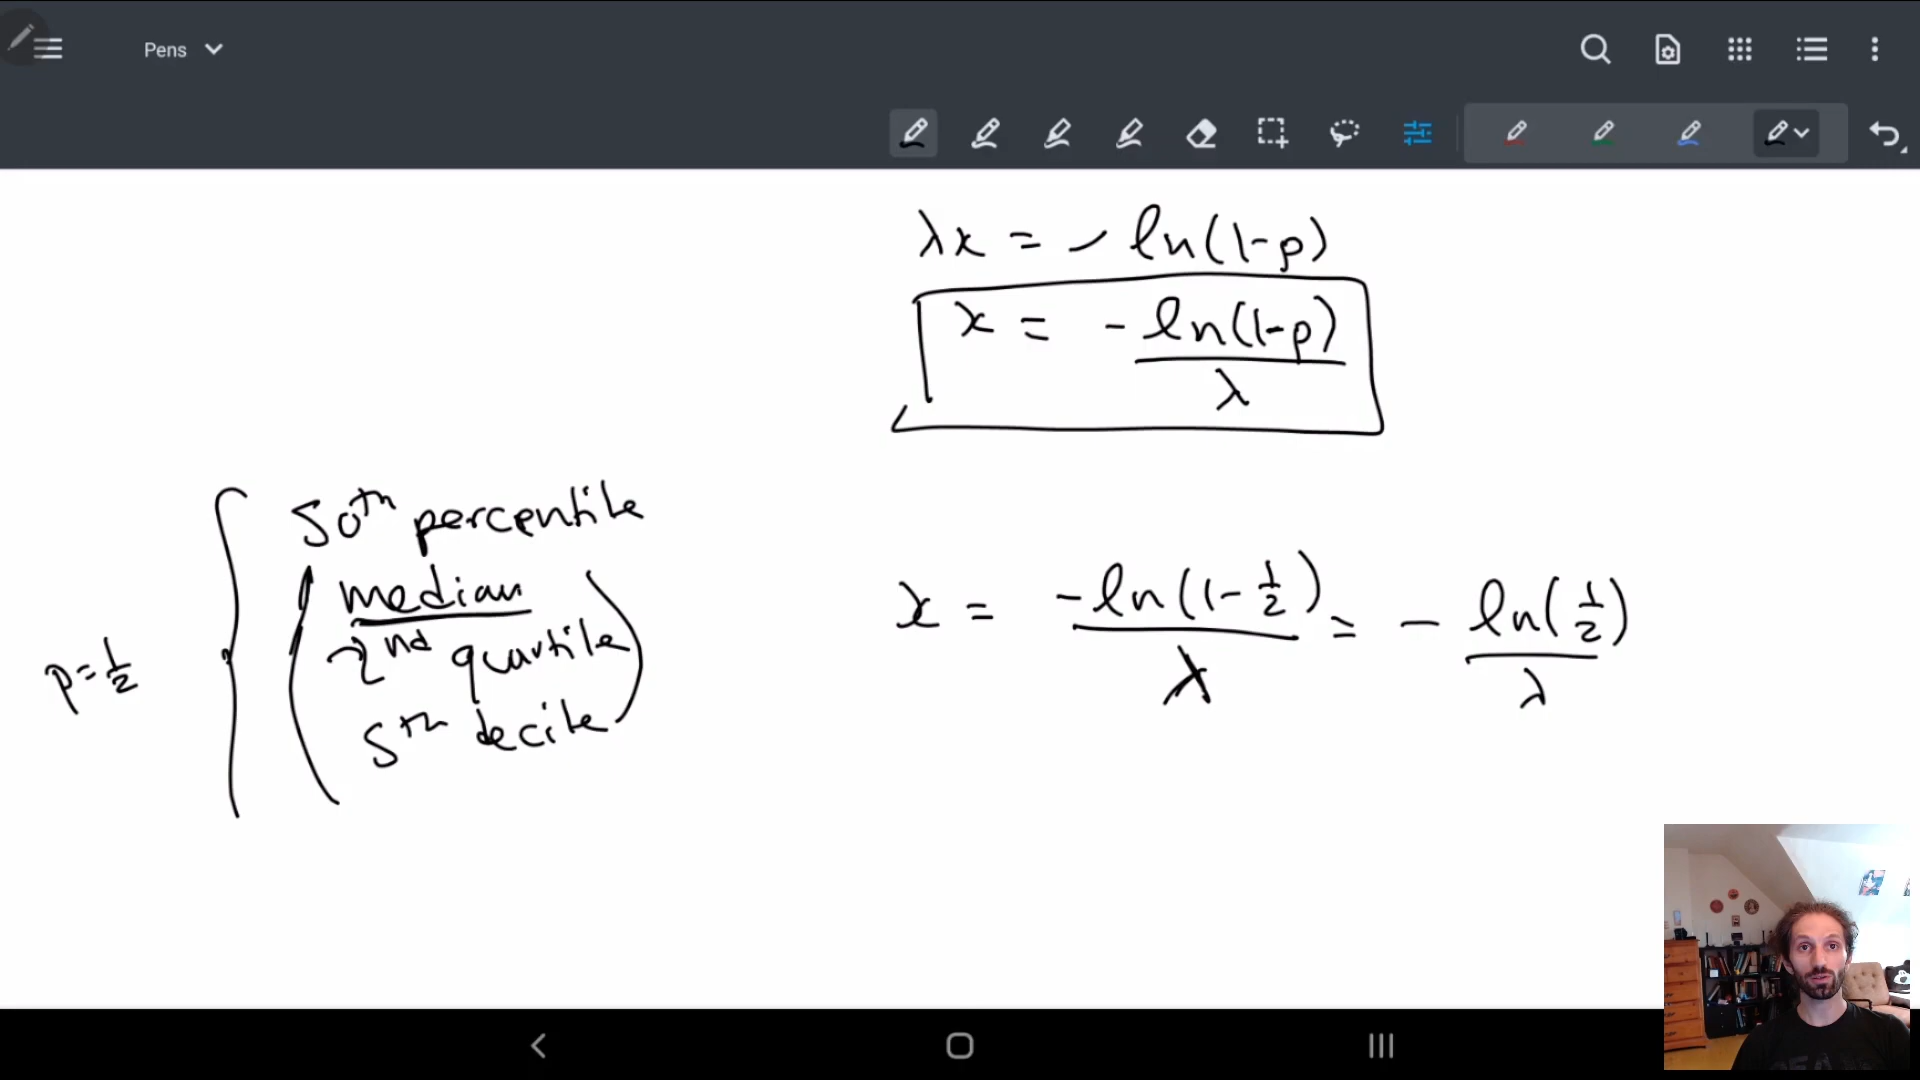 Pens
λx = - ln(1-p)
x = - ln(1-p) / λ
50th percentile
median
2nd quartile
5th decile
p=1/2
x = -ln(1-1/2) / λ = - ln(1/2) / λ